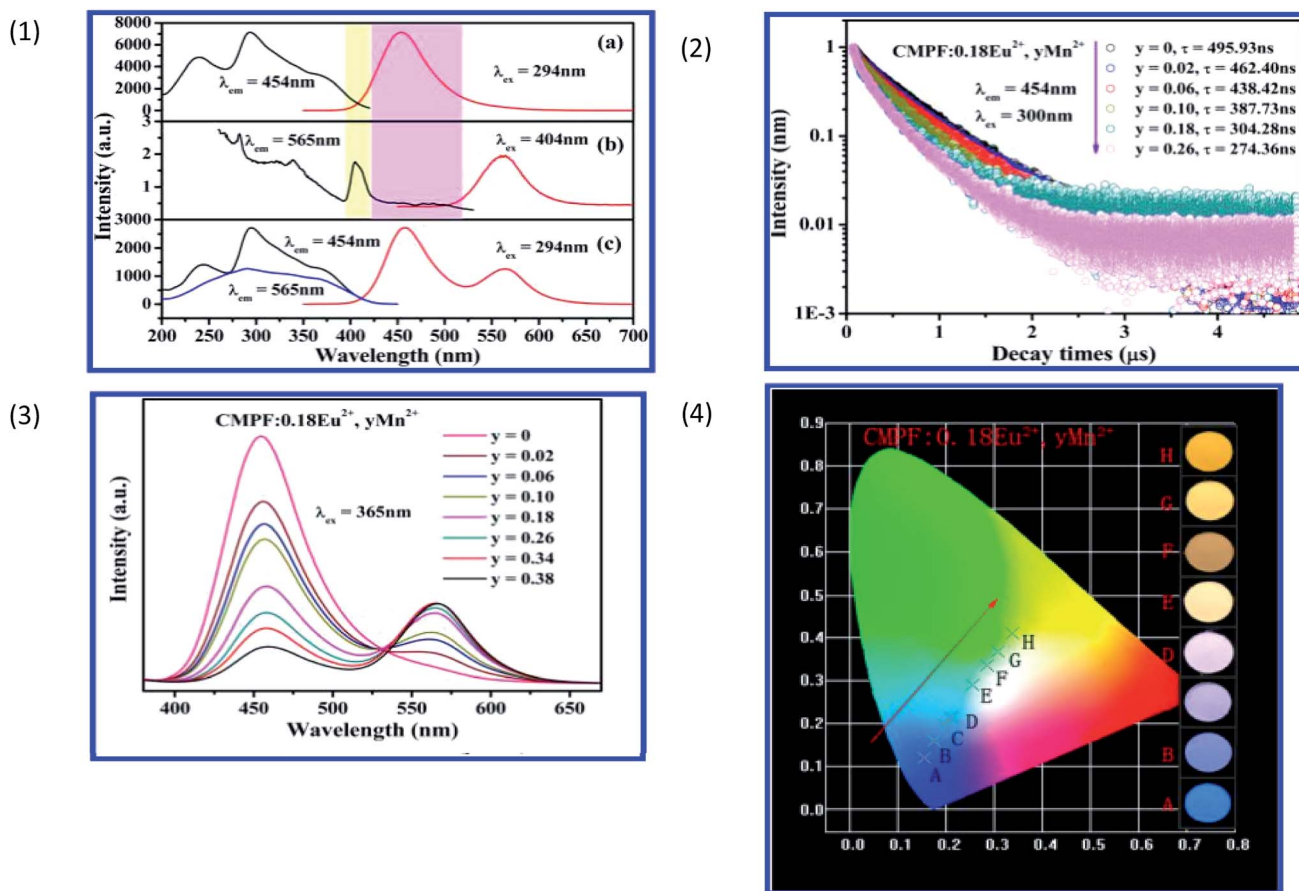 (1)
8000
6000
4000
2000
0
(a)
λem = 454nm
λex = 294nm
3
2
1
(b)
λem = 565nm
λex = 404nm
3000
2000
1000
0
(c)
λem = 454nm
λex = 294nm
λem = 565nm
Intensity (a.u.)
200 250 300 350 400 450 500 550 600 650 700
Wavelength (nm)
(2)
1
0.1
0.01
1E-3
Intensity (nm)
CMPF:0.18Eu²⁺, yMn²⁺
λem = 454nm
λex = 300nm
y = 0, τ = 495.93ns
y = 0.02, τ = 462.40ns
y = 0.06, τ = 438.42ns
y = 0.10, τ = 387.73ns
y = 0.18, τ = 304.28ns
y = 0.26, τ = 274.36ns
0 1 2 3 4
Decay times (μs)
(3)
CMPF:0.18Eu²⁺, yMn²⁺
λex = 365nm
y = 0
y = 0.02
y = 0.06
y = 0.10
y = 0.18
y = 0.26
y = 0.34
y = 0.38
Intensity (a.u.)
400 450 500 550 600 650
Wavelength (nm)
(4)
CMPF:0.18Eu²⁺, yMn²⁺
0.9
0.8
0.7
0.6
0.5
0.4
0.3
0.2
0.1
0.0
H
G
F
E
D
C
B
A
H
G
F
E
D
B
A
0.0 0.1 0.2 0.3 0.4 0.5 0.6 0.7 0.8